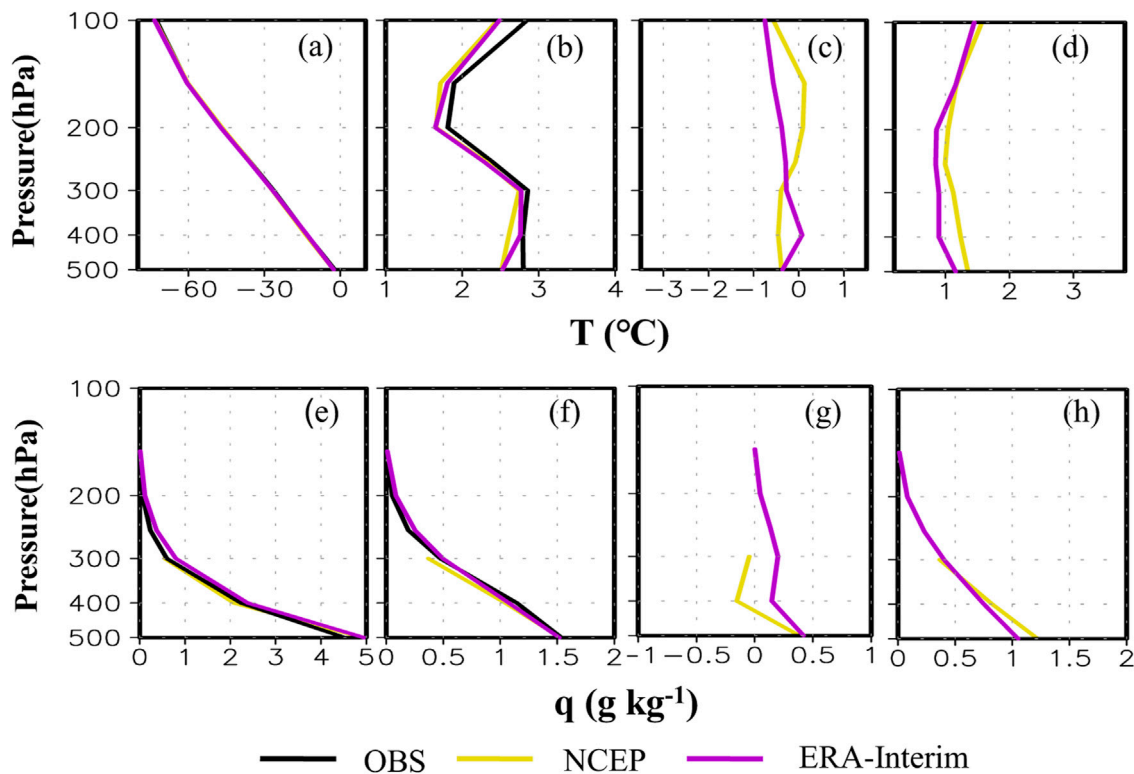 100 (a) (b) (c) (d)
200
300
400
500
Pressure(hPa)
−60 −30 0 1 2 3 4 −3 −2 −1 0 1 1 2 3
T (°C)
100 (e) (f) (g) (h)
200
300
400
500
Pressure(hPa)
0 1 2 3 4 5 0 0.5 1 1.5 2 −1 −0.5 0 0.5 1 0 0.5 1 1.5 2
q (g kg-1)
OBS NCEP ERA-Interim